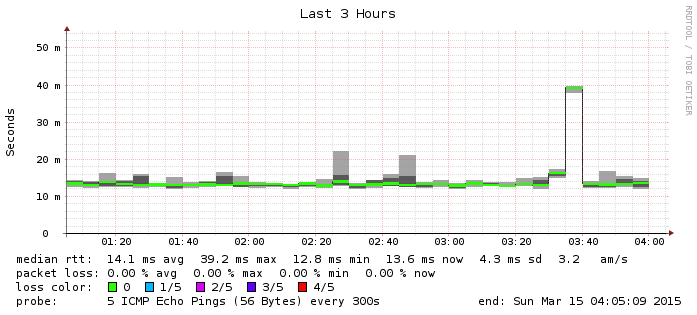 Last 3 Hours
RRDTOOL / TOBI OETIKER
Seconds
50 m
40 m
30 m
20 m
10 m
0
01:20 01:40 02:00 02:20 02:40 03:00 03:20 03:40 04:00
median rtt: 14.1 ms avg 39.2 ms max 12.8 ms min 13.6 ms now 4.3 ms sd 3.2 am/s
packet loss: 0.00 % avg 0.00 % max 0.00 % min 0.00 % now
loss color: 0 1/5 2/5 3/5 4/5
probe: 5 ICMP Echo Pings (56 Bytes) every 300s end: Sun Mar 15 04:05:09 2015